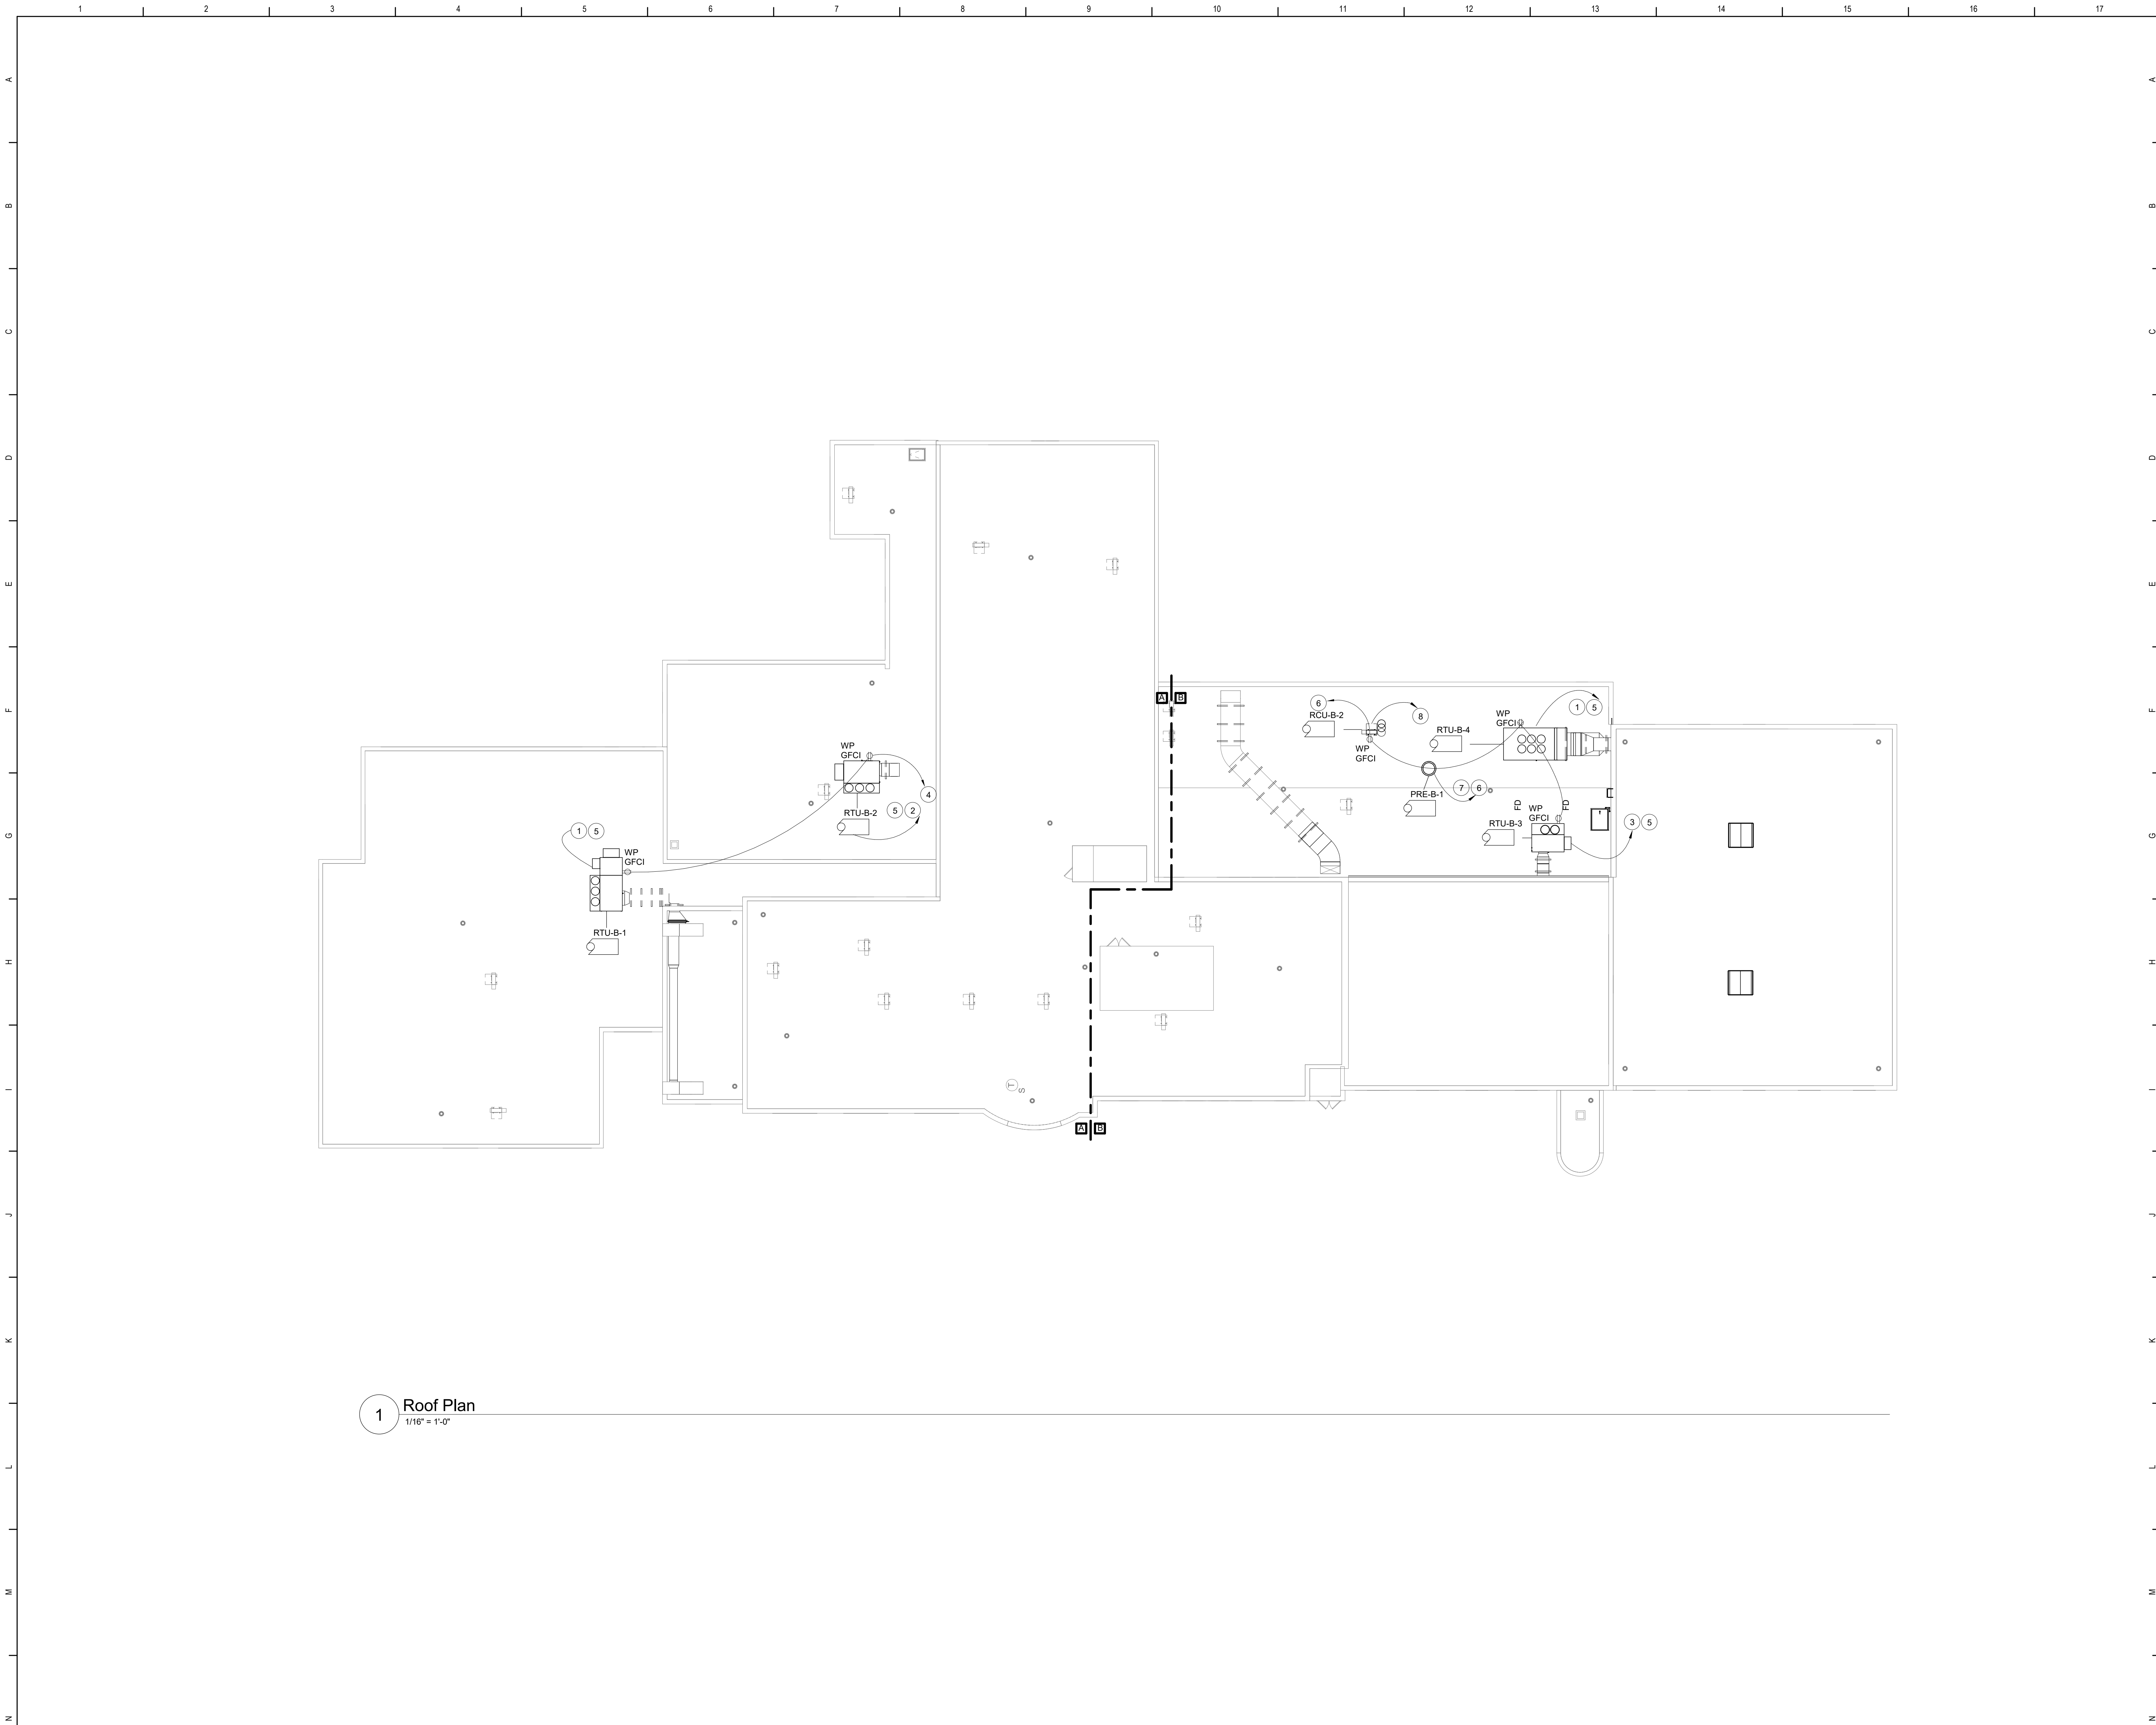 1 2 3 4 5 6 7 8 9 10 11 12 13 14 15 16 17
A A
B B
C C
D D
E E
F F
G G
H H
I I
J J
K K
L L
M M
N N
A B
6
RCU-B-2
8
WP
GFCI
RTU-B-4
WP
GFCI
1 5
WP
GFCI
4
RTU-B-2
5 2
PRE-B-1
7 6
FD
WP
GFCI
FD
RTU-B-3
3 5
1 5
WP
GFCI
RTU-B-1
T
S
A B
1
Roof Plan
1/16" = 1'-0"